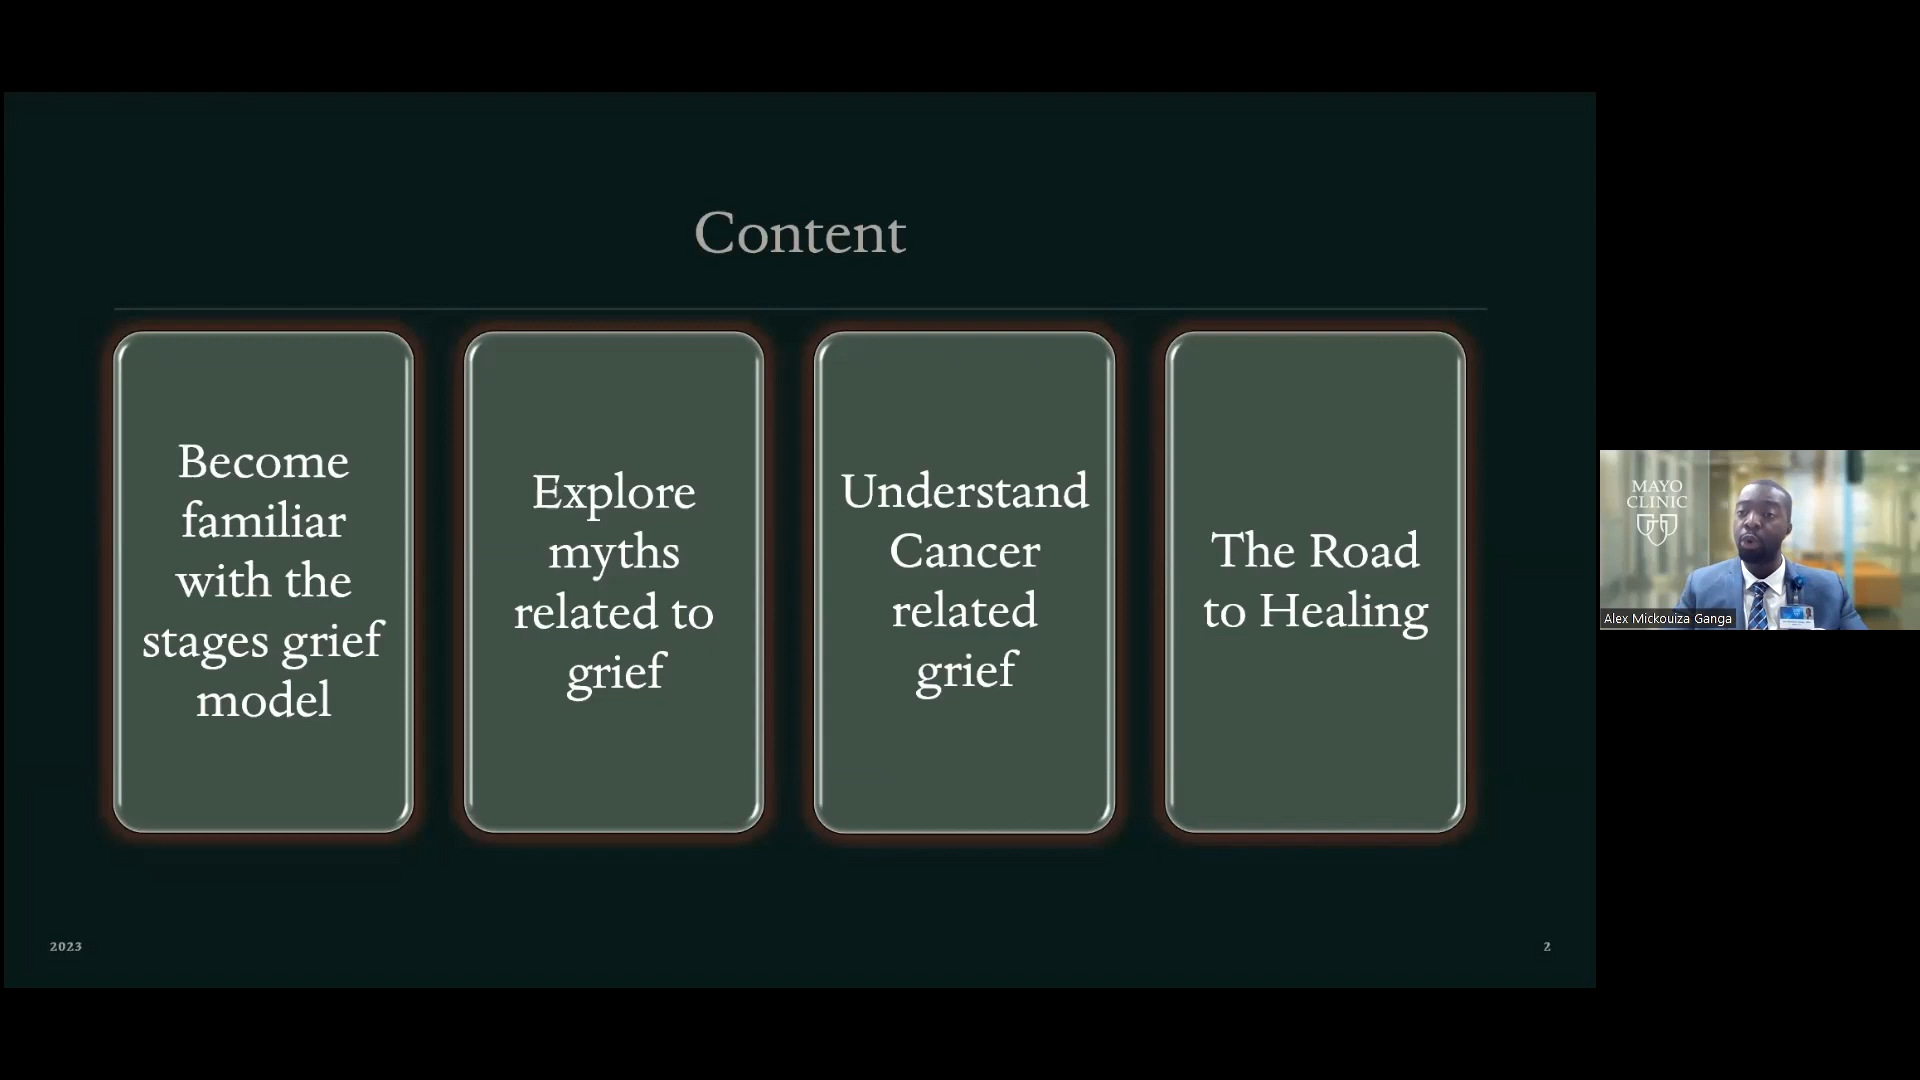 Content
Become
familiar
with the
stages grief
model
Explore
myths
related to
grief
Understand
Cancer
related
grief
The Road
to Healing
2023
2
MAYO
CLINIC
Alex Mickouiza Ganga